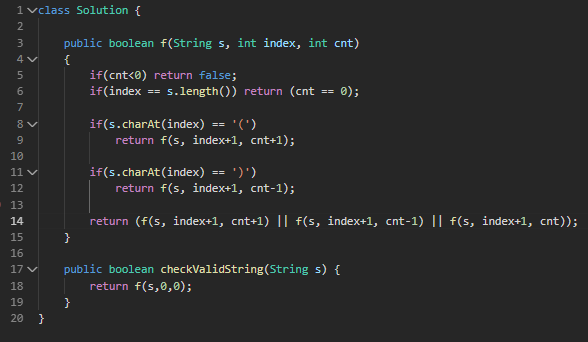 1 class Solution {
2
3 public boolean f(String s, int index, int cnt)
4 {
5 if(cnt<0) return false;
6 if(index == s.length()) return (cnt == 0);
7
8 if(s.charAt(index) == '(')
9 return f(s, index+1, cnt+1);
10
11 if(s.charAt(index) == ')')
12 return f(s, index+1, cnt-1);
13
14 return (f(s, index+1, cnt+1) || f(s, index+1, cnt-1) || f(s, index+1, cnt));
15 }
16
17 public boolean checkValidString(String s) {
18 return f(s,0,0);
19 }
20 }